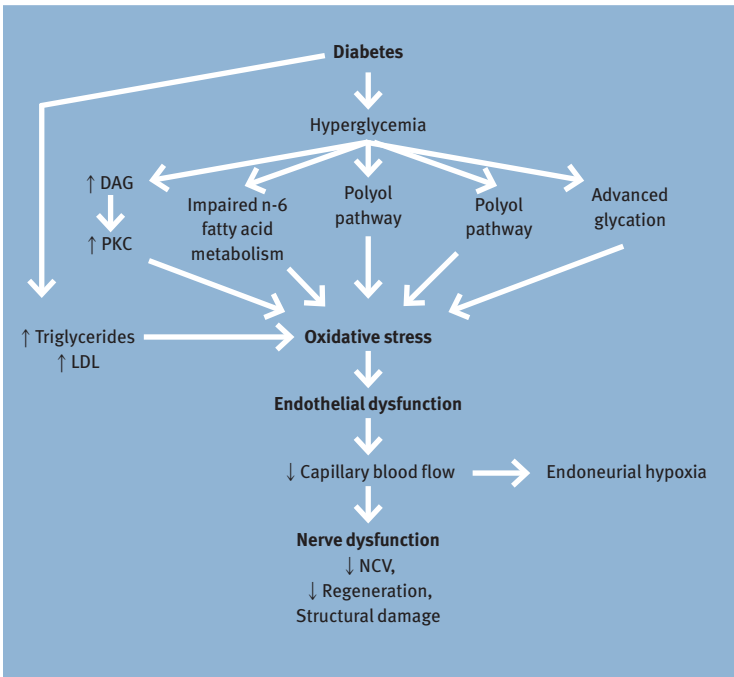 Diabetes
Hyperglycemia
↑ DAG
↑ PKC
Impaired n-6
fatty acid
metabolism
Polyol
pathway
Polyol
pathway
Advanced
glycation
↑ Triglycerides
↑ LDL
Oxidative stress
Endothelial dysfunction
↓ Capillary blood flow
Endoneurial hypoxia
Nerve dysfunction
↓ NCV,
↓ Regeneration,
Structural damage